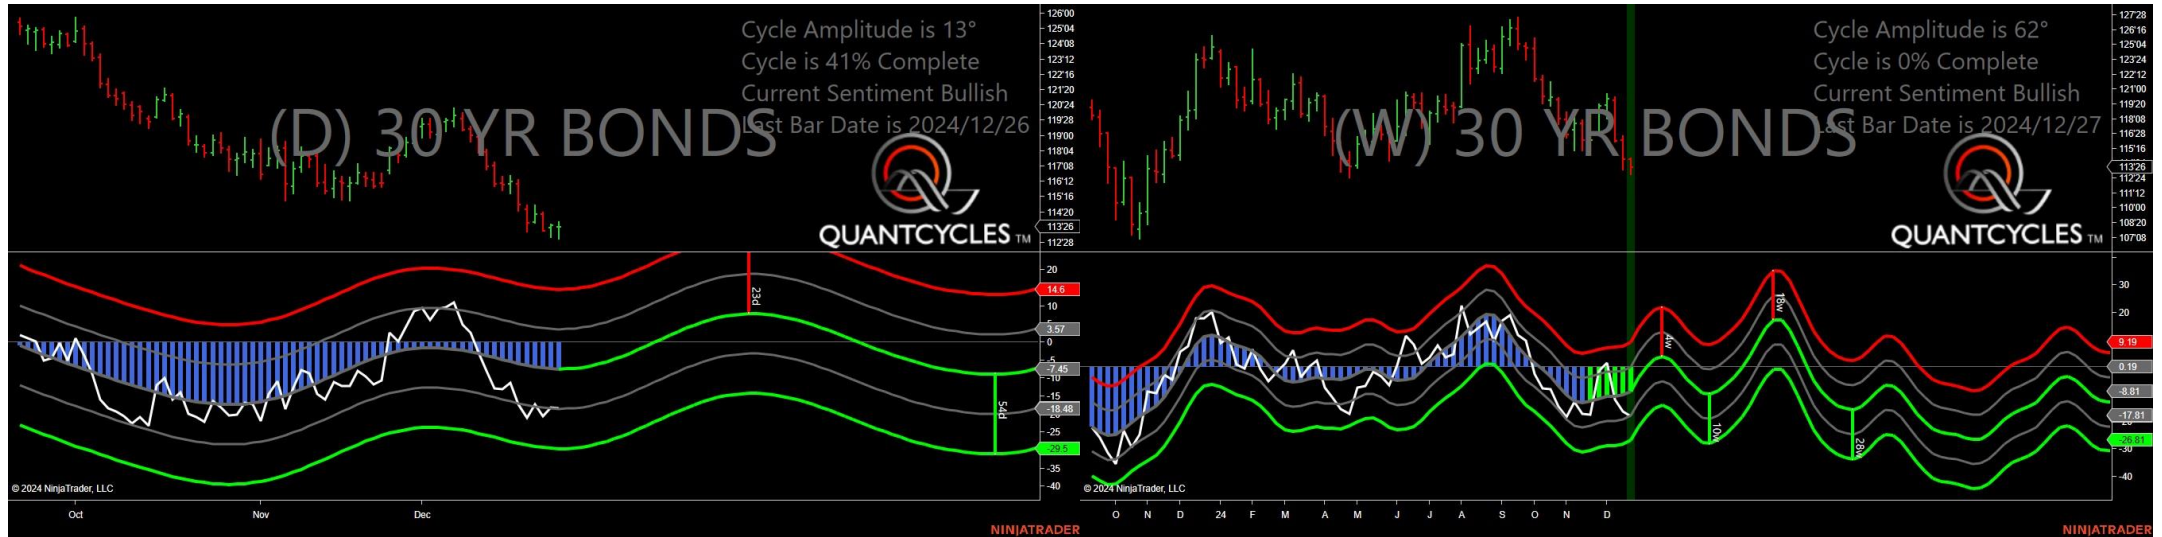 Cycle Amplitude is 13°
Cycle is 41% Complete
Current Sentiment Bullish
Last Bar Date is 2024/12/26
(D) 30 YR BONDS
QUANTCYCLES TM
126'00
125'04
124'08
123'12
122'16
121'20
120'24
119'28
119'00
118'04
117'08
116'12
115'16
114'20
113'26
112'28
23d
54d
20
14.6
10
3.57
0
-5
-7.45
-10
-15
-18.48
-25
-29.5
-35
-40
© 2024 NinjaTrader, LLC
Oct Nov Dec
NINJATRADER
Cycle Amplitude is 62°
Cycle is 0% Complete
Current Sentiment Bullish
Last Bar Date is 2024/12/27
(W) 30 YR BONDS
QUANTCYCLES TM
127'28
126'16
125'04
123'24
122'12
121'00
119'20
118'08
116'28
115'16
113'26
112'24
111'12
110'00
108'20
107'08
4w
18w
10w
28w
30
20
9.19
0.19
-8.81
-17.81
-26.81
-30
-40
© 2024 NinjaTrader, LLC
O N D 24 F M A M J J A S O N D
NINJATRADER